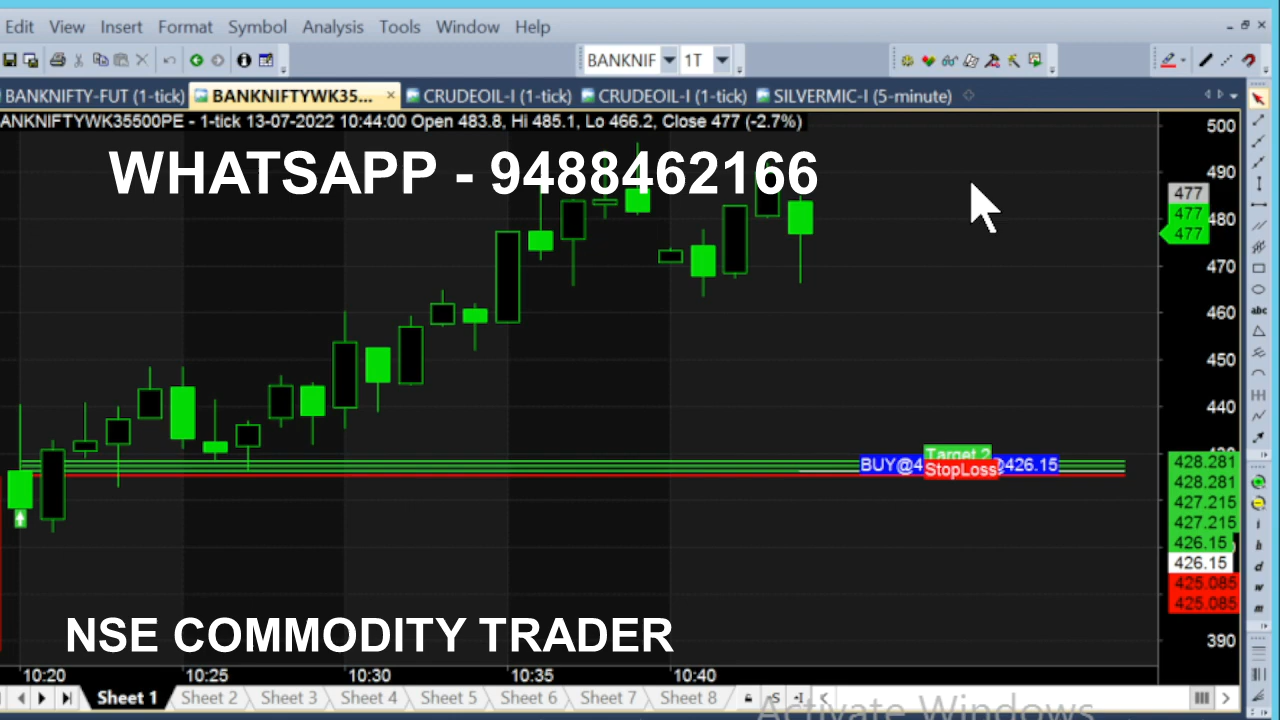 Edit View Insert Format Symbol Analysis Tools Window Help
BANKNIF 1T
BANKNIFTY-FUT (1-tick) BANKNIFTYWK35... × CRUDEOIL-I (1-tick) CRUDEOIL-I (1-tick) SILVERMIC-I (5-minute)
ANKNIFTYWK35500PE - 1-tick 13-07-2022 10:44:00 Open 483.8, Hi 485.1, Lo 466.2, Close 477 (-2.7%)
WHATSAPP - 9488462166
500
490
477
477
480
477
470
460
450
440
Target 2
BUY@4
StopLoss
@426.15
428.281
428.281
427.215
427.215
426.15
426.15
425.085
425.085
390
abc
i
h
d
w
m
NSE COMMODITY TRADER
10:20 10:25 10:30 10:35 10:40
Sheet 1 Sheet 2 Sheet 3 Sheet 4 Sheet 5 Sheet 6 Sheet 7 Sheet 8
Activate Windows